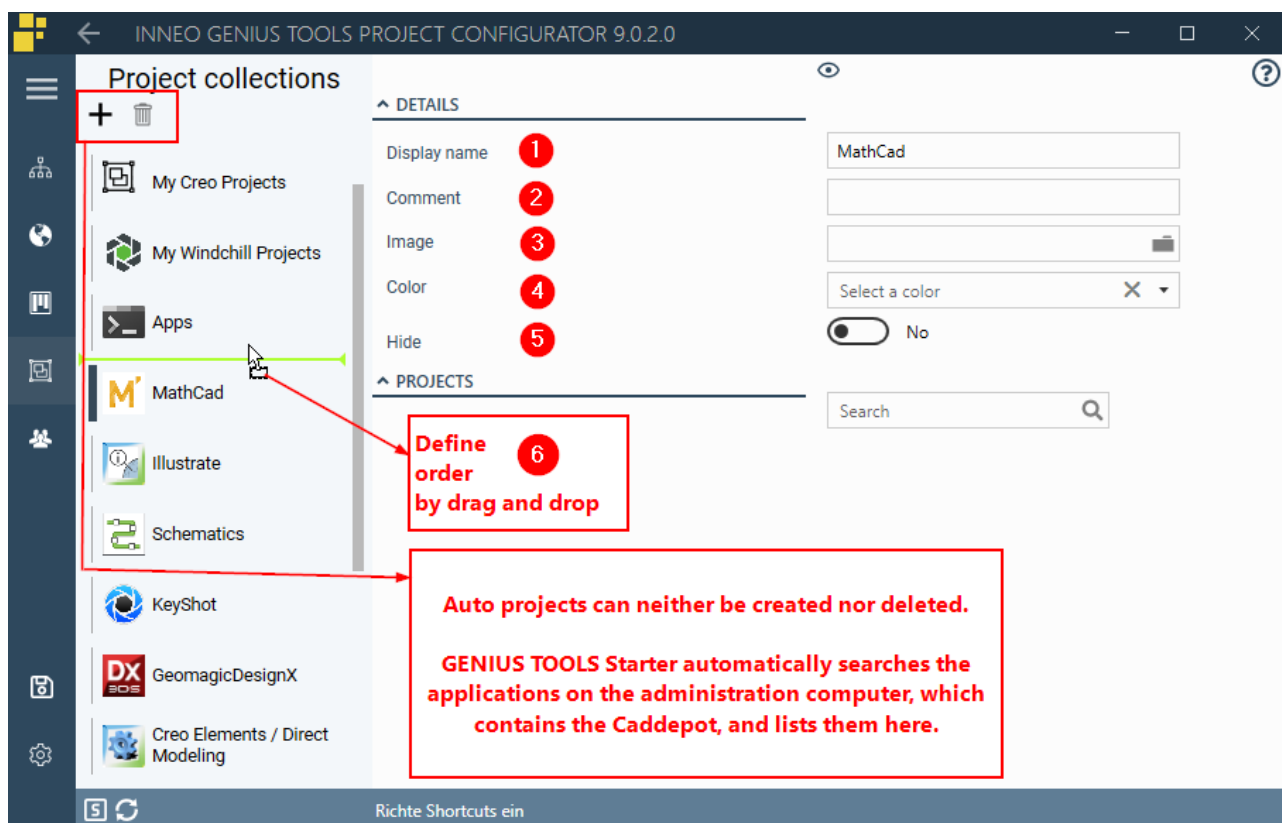 INNEO GENIUS TOOLS PROJECT CONFIGURATOR 9.0.2.0
Project collections
My Creo Projects
My Windchill Projects
Apps
MathCad
Illustrate
Schematics
KeyShot
DX
3DS
GeomagicDesignX
Creo Elements / Direct
Modeling
DETAILS
Display name
1
MathCad
Comment
2
Image
3
Color
4
Select a color
Hide
5
No
PROJECTS
Search
Define
6
order
by drag and drop
Auto projects can neither be created nor deleted.
GENIUS TOOLS Starter automatically searches the
applications on the administration computer, which
contains the Caddepot, and lists them here.
S
Richte Shortcuts ein